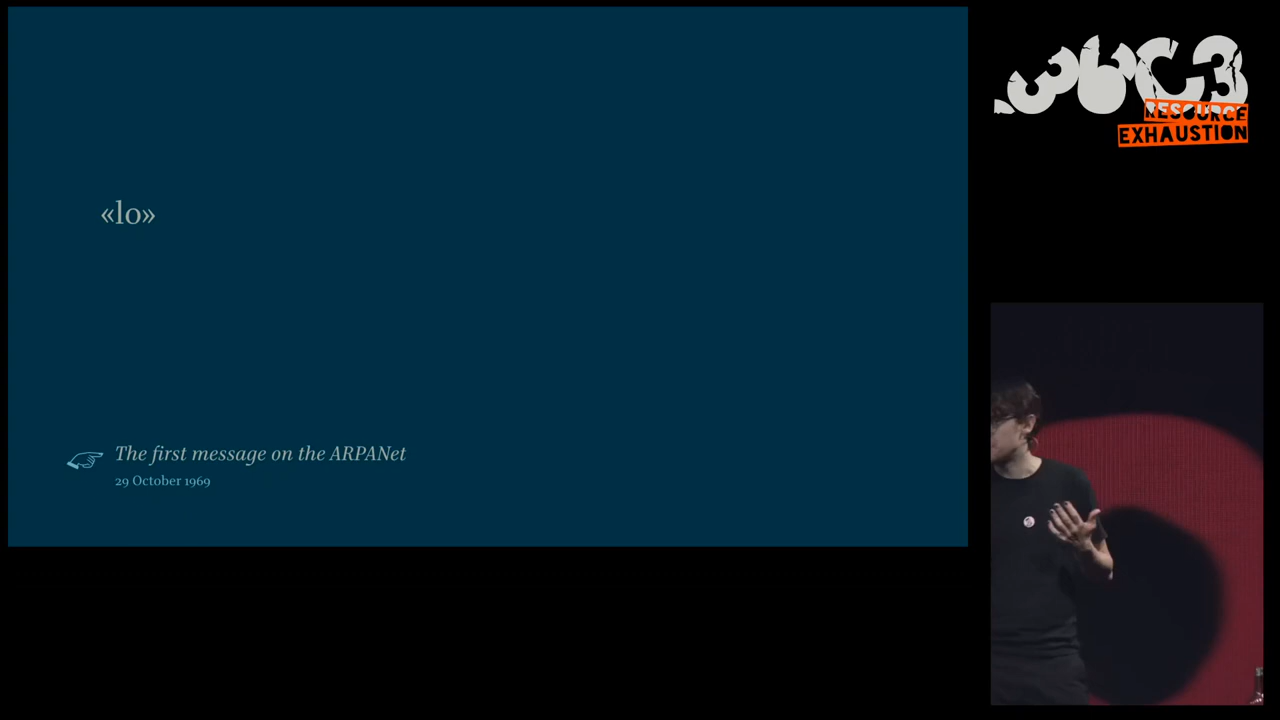 «lo»
The first message on the ARPANet
29 October 1969
36C3
RESOURCE
EXHAUSTION